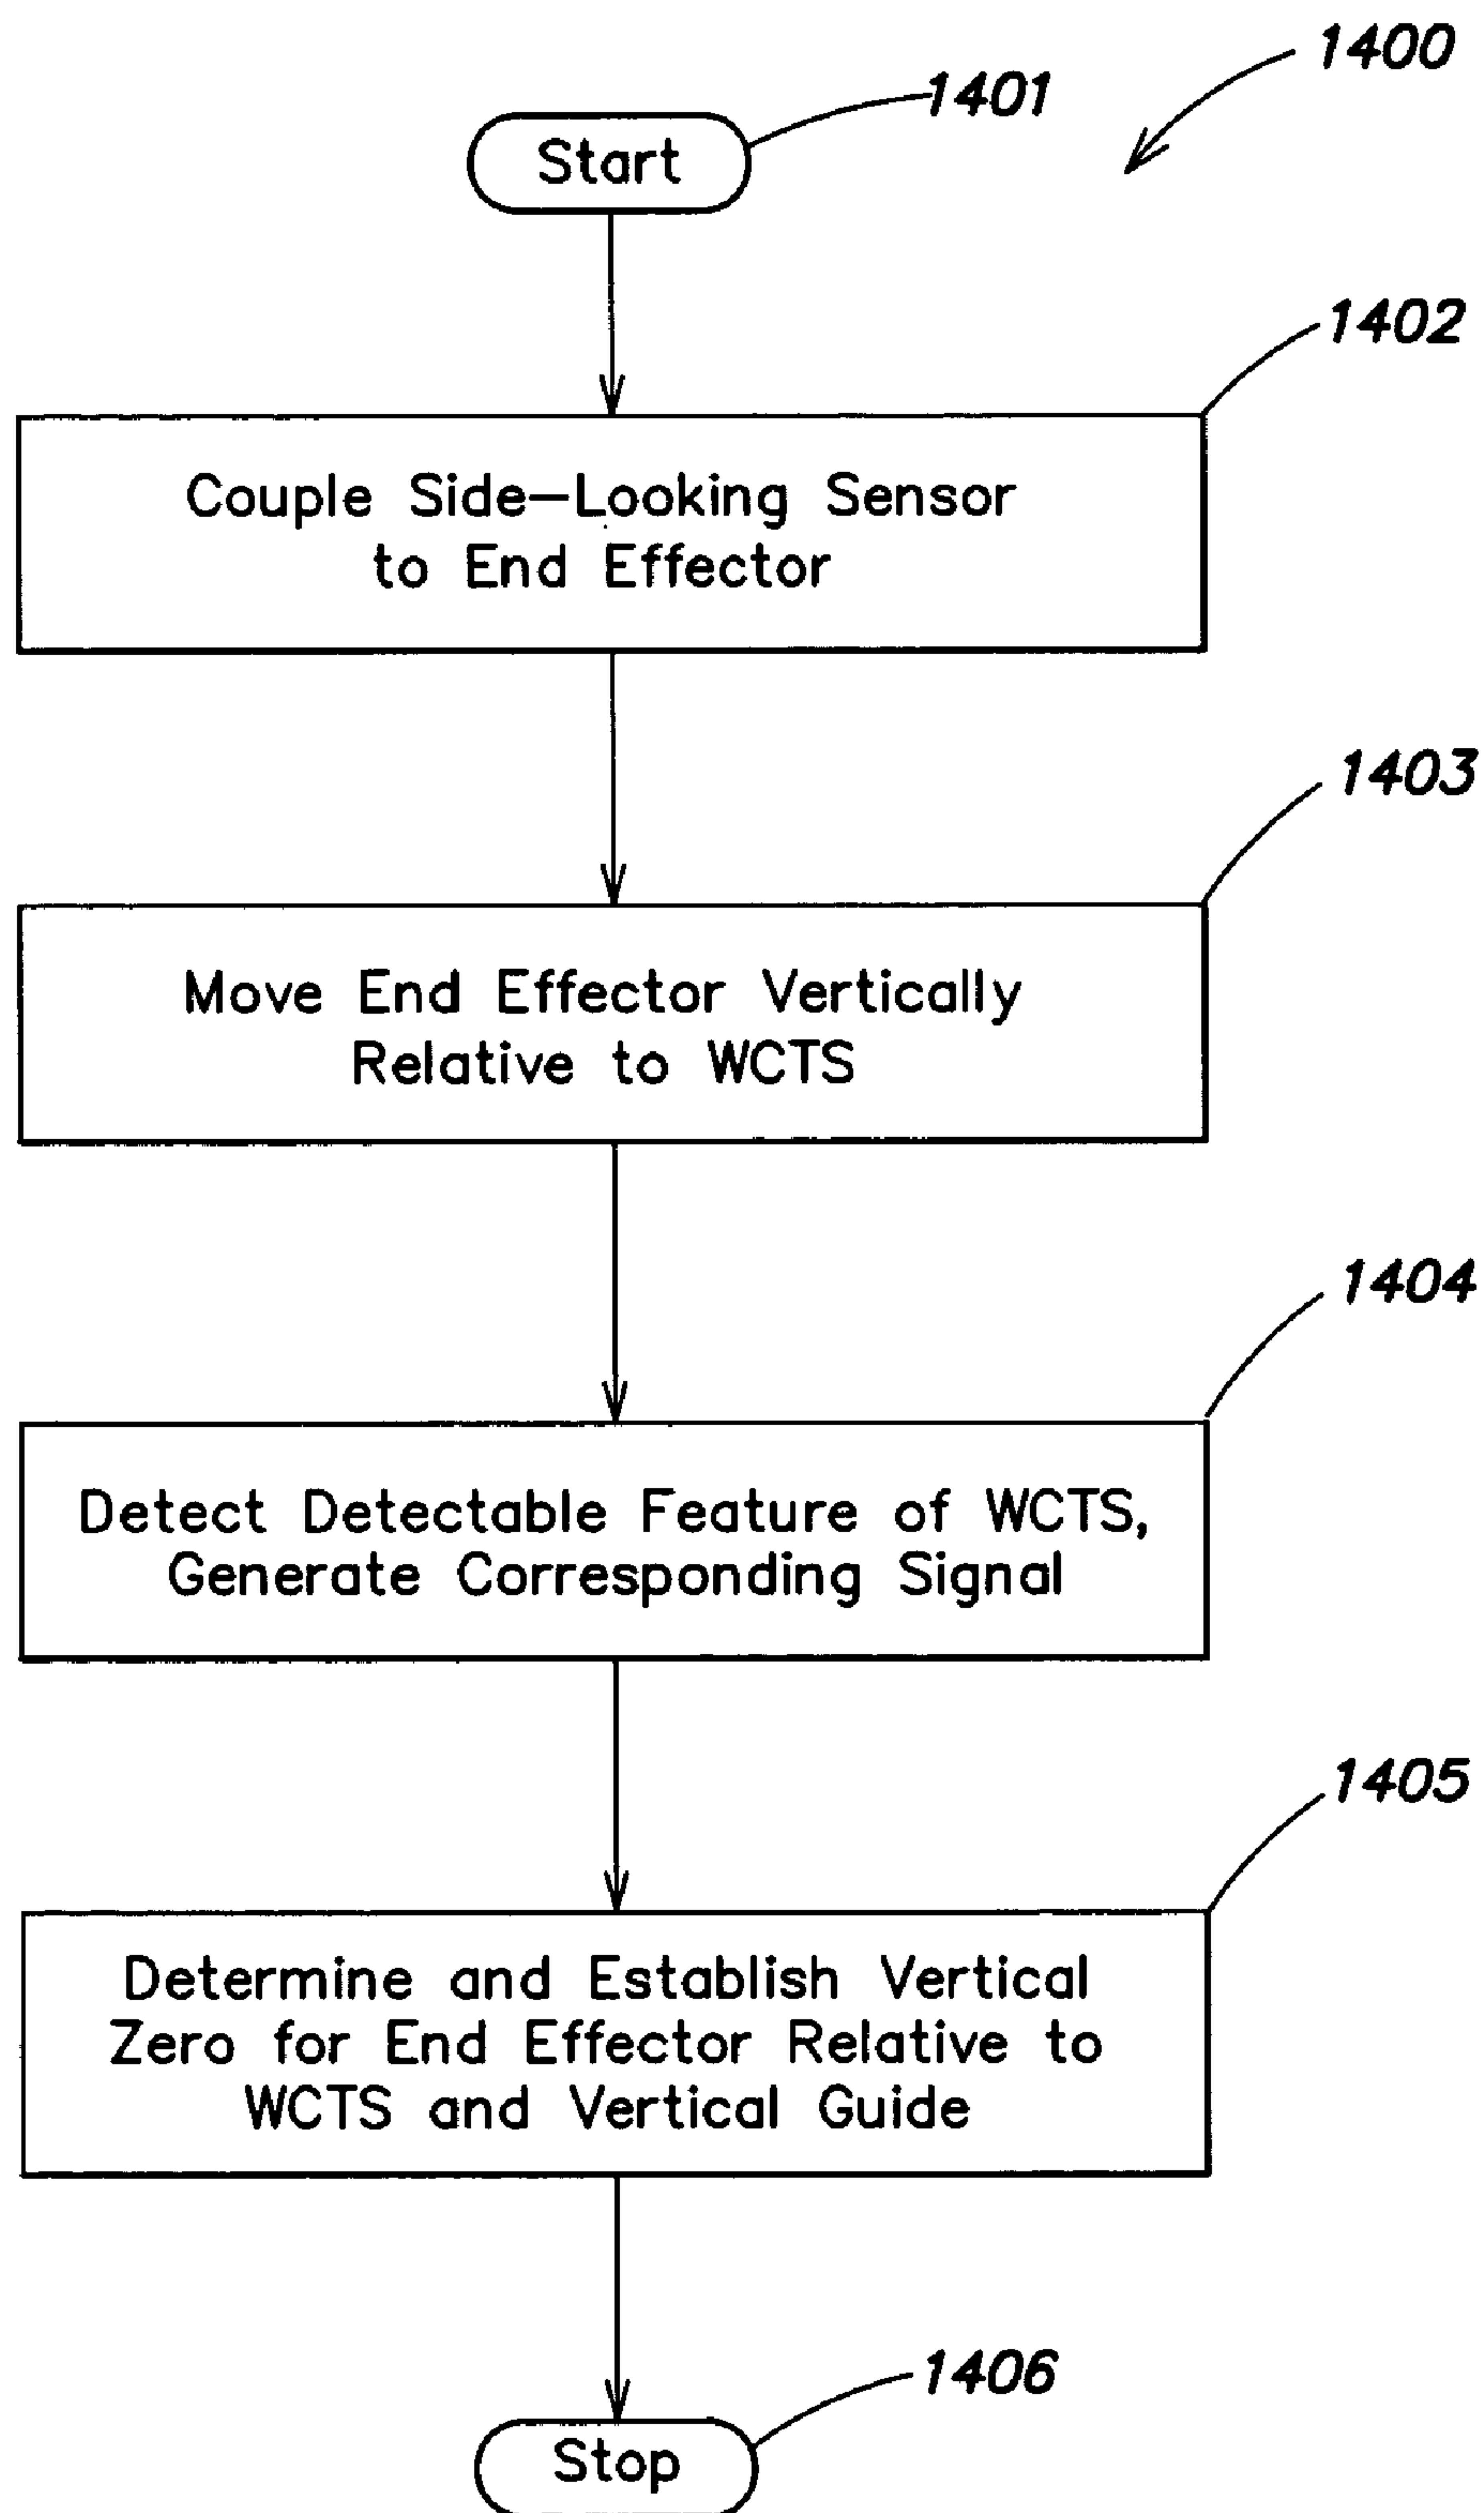 1400
1401
Start
1402
Couple Side-Looking Sensor
to End Effector
1403
Move End Effector Vertically
Relative to WCTS
1404
Detect Detectable Feature of WCTS,
Generate Corresponding Signal
1405
Determine and Establish Vertical
Zero for End Effector Relative to
WCTS and Vertical Guide
1406
Stop